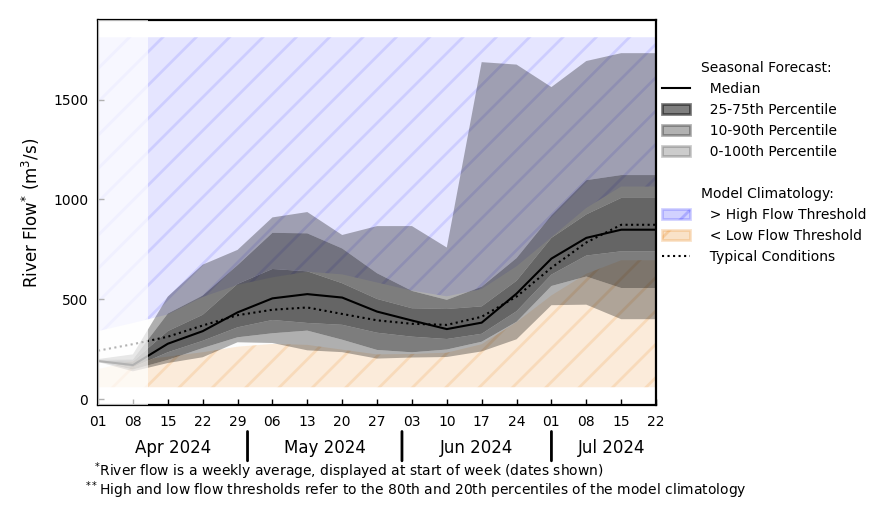 River Flow* (m³/s)
1500
1000
500
0
01 08 15 22 29 06 13 20 27 03 10 17 24 01 08 15 22
Apr 2024 May 2024 Jun 2024 Jul 2024
*River flow is a weekly average, displayed at start of week (dates shown)
**High and low flow thresholds refer to the 80th and 20th percentiles of the model climatology
Seasonal Forecast:
Median
25-75th Percentile
10-90th Percentile
0-100th Percentile
Model Climatology:
> High Flow Threshold
< Low Flow Threshold
Typical Conditions